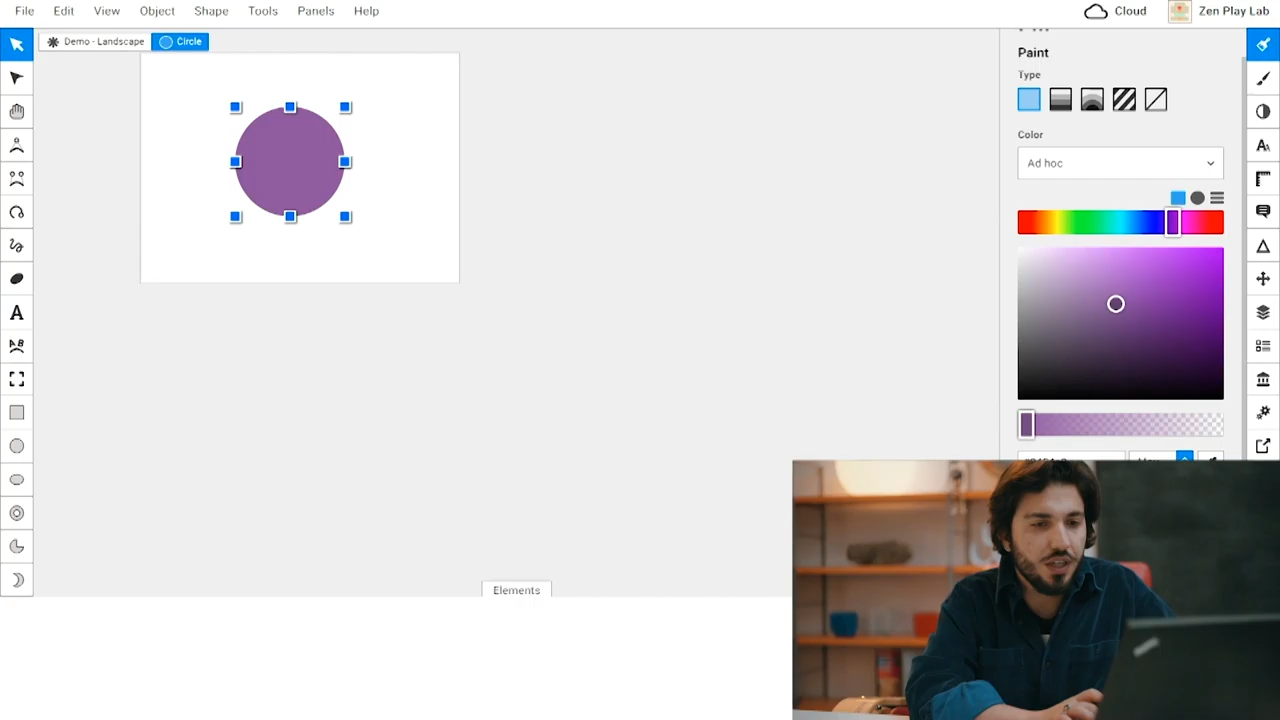 File Edit View Object Shape Tools Panels Help
Cloud Zen Play Lab
Demo - Landscape Circle
Paint
Type
Color
Ad hoc
A
Elements